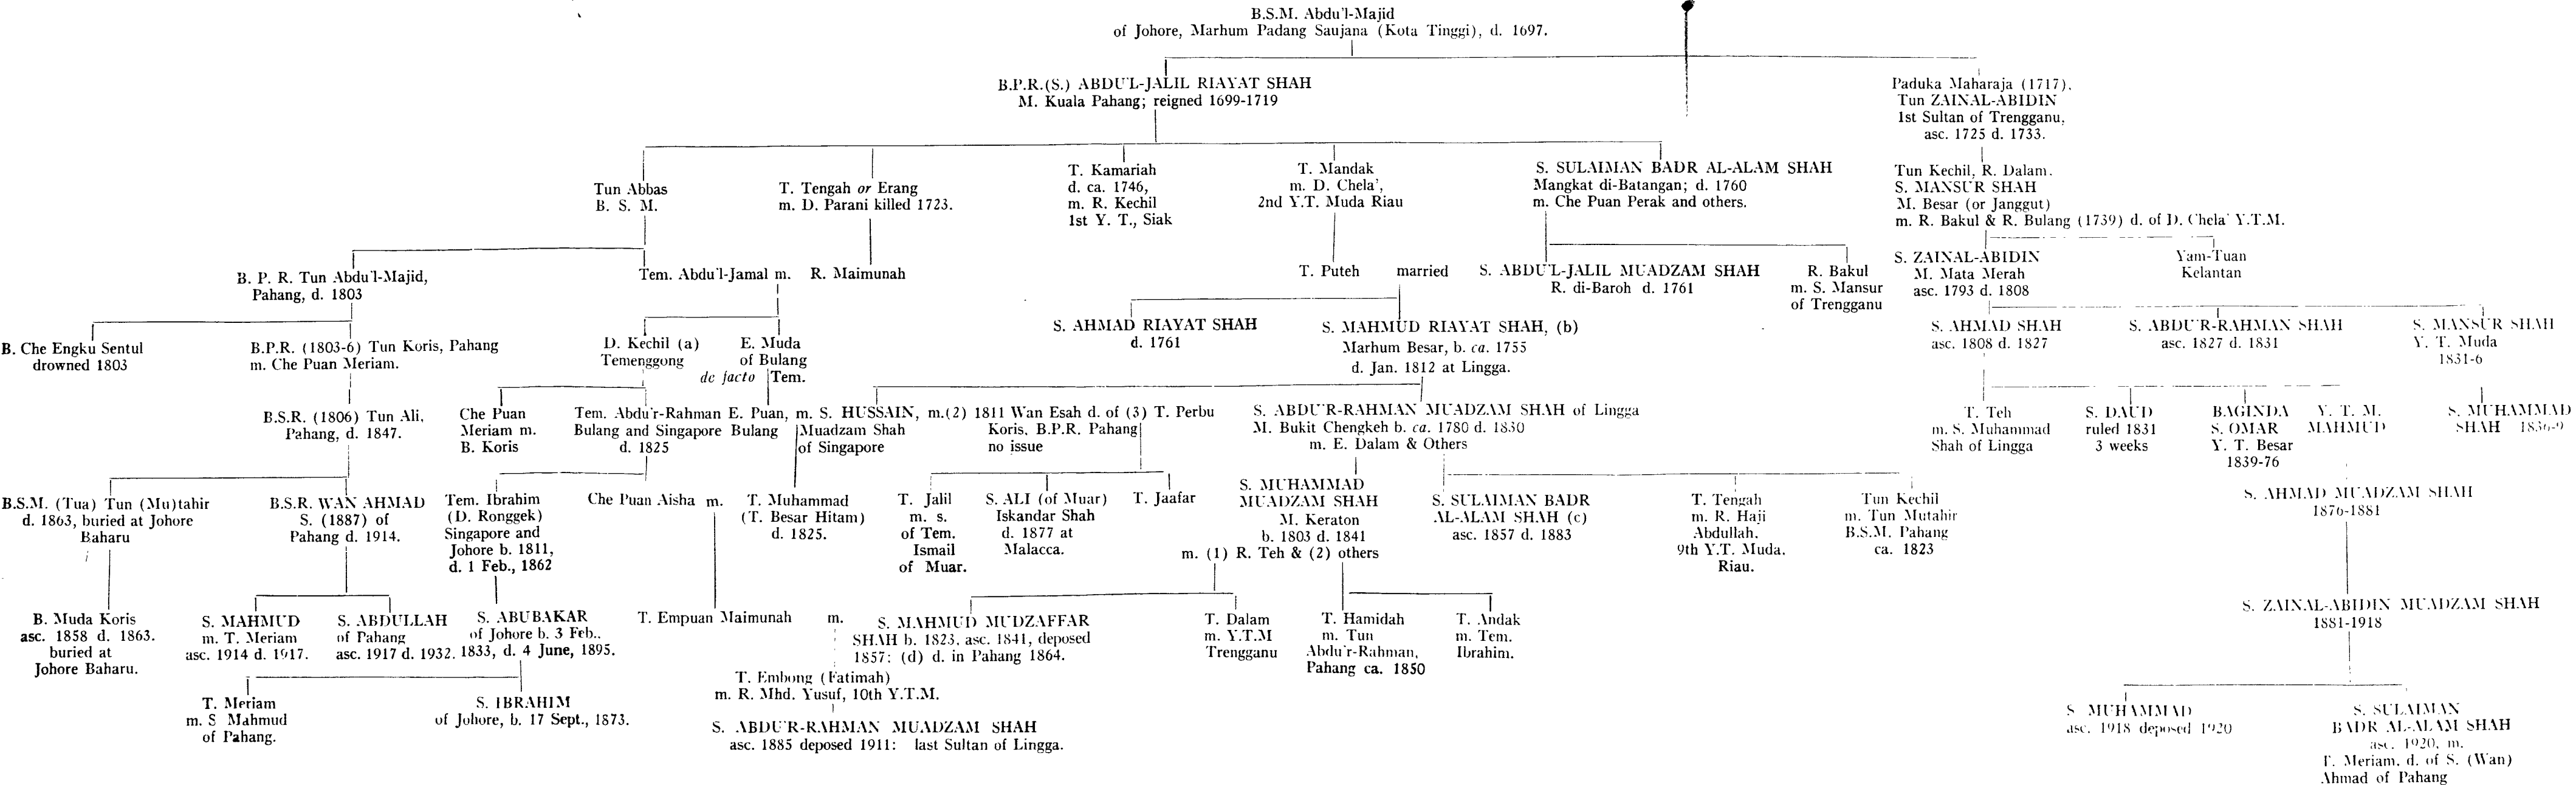 B.S.M. Abdu'l-Majid
of Johore, Marhum Padang Saujana (Kota Tinggi), d. 1697.
B.P.R.(S.) ABDU'L-JALIL RIAYAT SHAH
M. Kuala Pahang; reigned 1699-1719
Paduka Maharaja (1717),
Tun ZAINAL-ABIDIN
1st Sultan of Trengganu,
asc. 1725 d. 1733.
Tun Abbas
B. S. M.
T. Tengah or Erang
m. D. Parani killed 1723.
T. Kamariah
d. ca. 1746,
m. R. Kechil
1st Y. T., Siak
T. Mandak
m. D. Chela',
2nd Y.T. Muda Riau
S. SULAIMAN BADR AL-ALAM SHAH
Mangkat di-Batangan; d. 1760
m. Che Puan Perak and others.
Tun Kechil, R. Dalam.
S. MANSUR SHAH
M. Besar (or Janggut)
m. R. Bakul & R. Bulang (1739) d. of D. Chela' Y.T.M.
B. P. R. Tun Abdu'l-Majid,
Pahang, d. 1803
Tem. Abdu'l-Jamal m. R. Maimunah
T. Puteh married S. ABDU'L-JALIL MUADZAM SHAH
R. di-Baroh d. 1761
R. Bakul
m. S. Mansur
of Trengganu
S. ZAINAL-ABIDIN
M. Mata Merah
asc. 1793 d. 1808
Yam-Tuan
Kelantan
B. Che Engku Sentul
drowned 1803
B.P.R. (1803-6) Tun Koris, Pahang
m. Che Puan Meriam.
D. Kechil (a)
Temenggong
E. Muda
of Bulang
de facto Tem.
S. AHMAD RIAYAT SHAH
d. 1761
S. MAHMUD RIAYAT SHAH, (b)
Marhum Besar, b. ca. 1755
d. Jan. 1812 at Lingga.
S. AHMAD SHAH
asc. 1808 d. 1827
S. ABDU'R-RAHMAN SHAH
asc. 1827 d. 1831
S. MANSUR SHAH
Y. T. Muda
1831-6
B.S.R. (1806) Tun Ali,
Pahang, d. 1847.
Che Puan
Meriam m.
B. Koris
Tem. Abdu'r-Rahman
Bulang and Singapore
d. 1825
E. Puan, m. S. HUSSAIN, m.(2) 1811 Wan Esah d. of (3) T. Perbu
Bulang
Muadzam Shah
of Singapore
Koris, B.P.R. Pahang
no issue
S. ABDU'R-RAHMAN MUADZAM SHAH of Lingga
M. Bukit Chengkeh b. ca. 1780 d. 1830
m. E. Dalam & Others
T. Teh
m. S. Muhammad
Shah of Lingga
S. DAUD
ruled 1831
3 weeks
BAGINDA
S. OMAR
Y. T. Besar
1839-76
Y. T. M.
MAHMUD
S. MUHAMMAD
SHAH 1836-9
B.S.M. (Tua) Tun (Mu)tahir
d. 1863, buried at Johore
Baharu
B.S.R. WAN AHMAD
S. (1887) of
Pahang d. 1914.
Tem. Ibrahim
(D. Ronggek)
Singapore and
Johore b. 1811,
d. 1 Feb., 1862
Che Puan Aisha m.
T. Muhammad
(T. Besar Hitam)
d. 1825.
T. Jalil
m. s.
of Tem.
Ismail
of Muar.
S. ALI (of Muar)
Iskandar Shah
d. 1877 at
Malacca.
T. Jaafar
S. MUHAMMAD
MUADZAM SHAH
M. Keraton
b. 1803 d. 1841
m. (1) R. Teh & (2) others
S. SULAIMAN BADR
AL-ALAM SHAH (c)
asc. 1857 d. 1883
T. Tengah
m. R. Haji
Abdullah,
9th Y.T. Muda.
Riau.
Tun Kechil
m. Tun Mutahir
B.S.M. Pahang
ca. 1823
S. AHMAD MUADZAM SHAH
1876-1881
B. Muda Koris
asc. 1858 d. 1863.
buried at
Johore Baharu.
S. MAHMUD
m. T. Meriam
asc. 1914 d. 1917.
S. ABDULLAH
of Pahang
asc. 1917 d. 1932.
S. ABUBAKAR
of Johore b. 3 Feb..
1833, d. 4 June, 1895.
T. Empuan Maimunah m.
S. MAHMUD MUDZAFFAR
SHAH b. 1823, asc. 1841, deposed
1857: (d) d. in Pahang 1864.
T. Dalam
m. Y.T.M
Trengganu
T. Hamidah
m. Tun
Abdu'r-Rahman,
Pahang ca. 1850
T. Andak
m. Tem.
Ibrahim.
S. ZAINAL-ABIDIN MUADZAM SHAH
1881-1918
T. Meriam
m. S Mahmud
of Pahang.
S. IBRAHIM
of Johore, b. 17 Sept., 1873.
T. Embong (Fatimah)
m. R. Mhd. Yusuf, 10th Y.T.M.
S. ABDU'R-RAHMAN MUADZAM SHAH
asc. 1885 deposed 1911: last Sultan of Lingga.
S MUHAMMAD
asc. 1918 deposed 1920
S. SULAIMAN
BADR AL-ALAM SHAH
asc. 1920, m.
T. Meriam, d. of S. (Wan)
Ahmad of Pahang